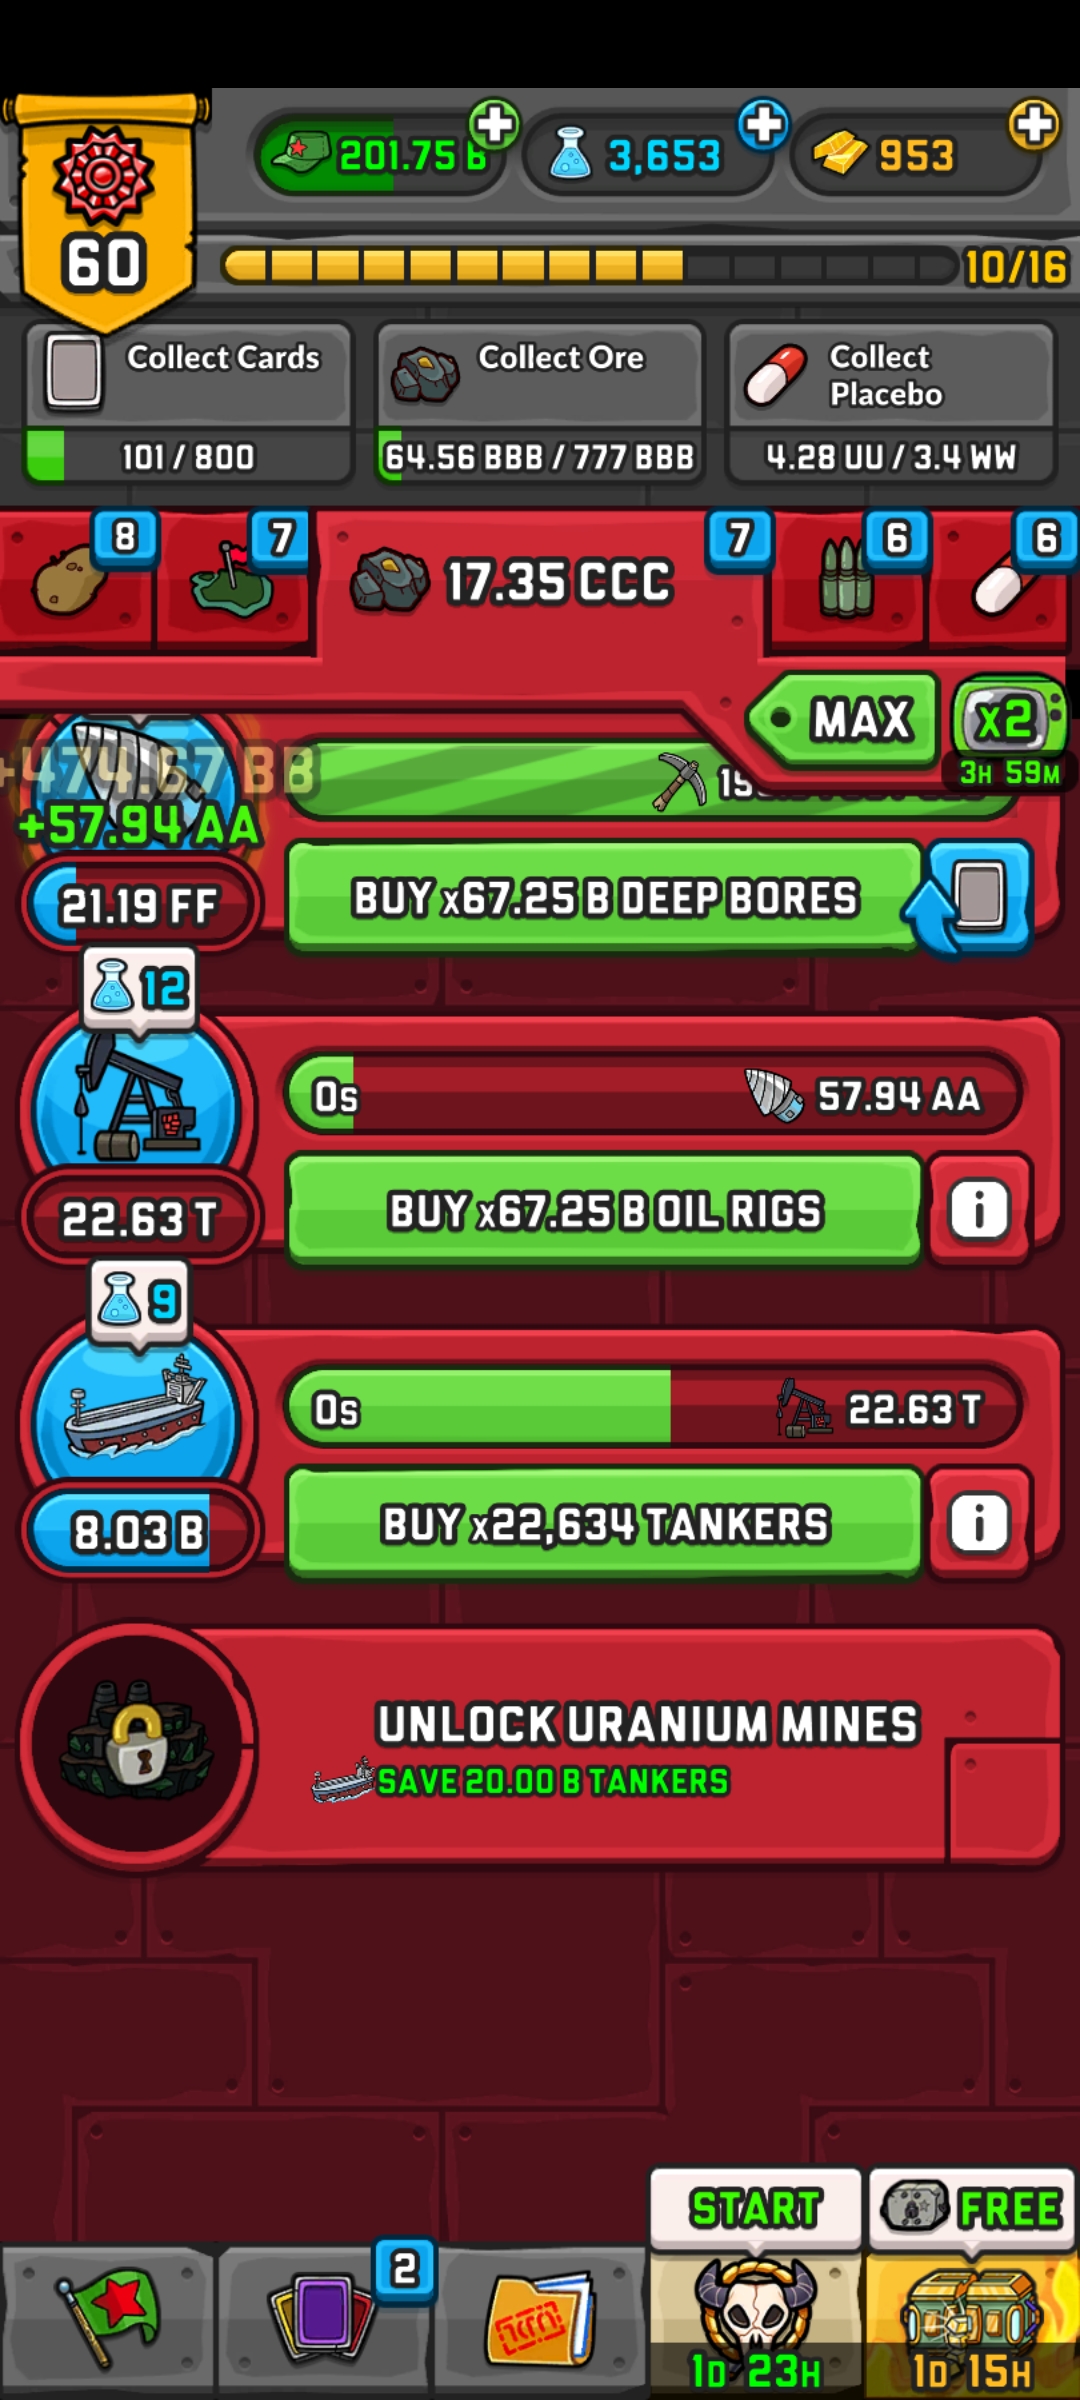 201.75 B
3,653
953
60
10/16
Collect Cards
101 / 800
Collect Ore
64.56 BBB / 777 BBB
Collect
Placebo
4.28 UU / 3.4 WW
8
7
17.35 CCC
7
6
6
MAX
x2
3H 59M
+474.67 BB
+57.94 AA
21.19 FF
BUY x67.25 B DEEP BORES
12
0s
57.94 AA
22.63 T
BUY x67.25 B OIL RIGS
i
9
0s
22.63 T
8.03 B
BUY x22,634 TANKERS
i
UNLOCK URANIUM MINES
SAVE 20.00 B TANKERS
START
FREE
2
1D 23H
1D 15H